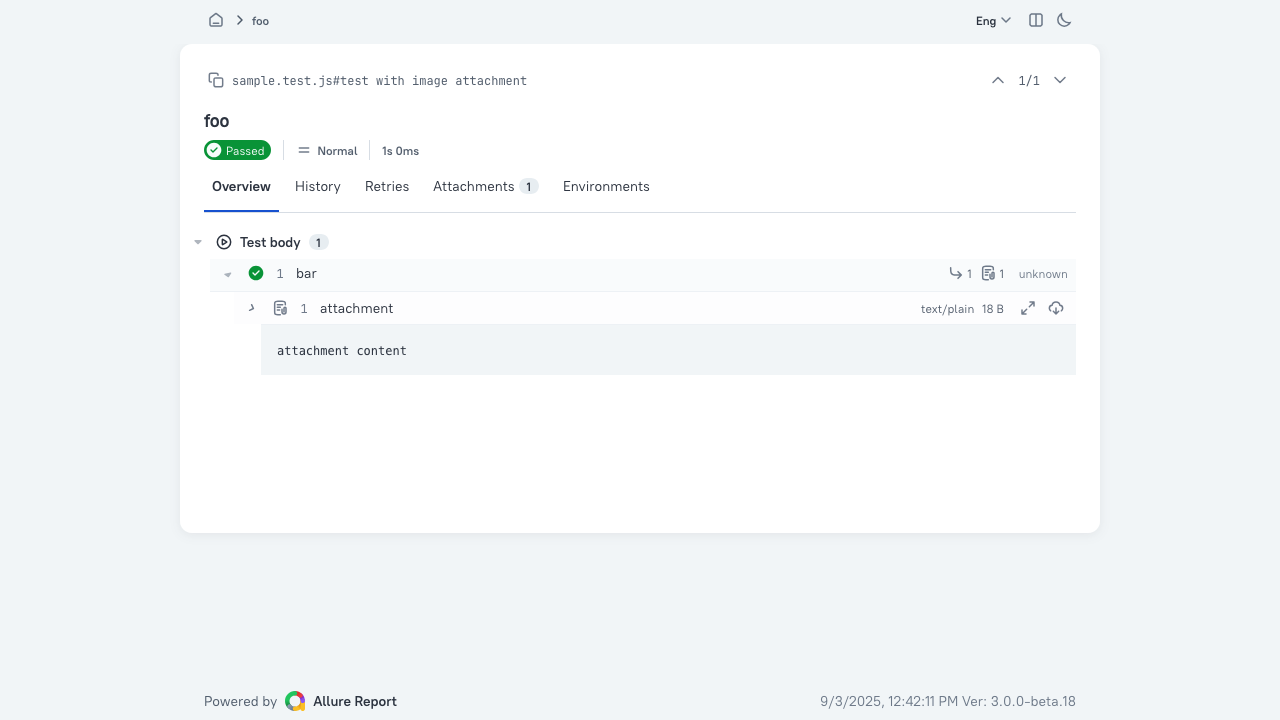 foo
Eng
sample.test.js#test with image attachment
1/1
foo
Passed
Normal
1s 0ms
Overview
History
Retries
Attachments 1
Environments
Test body 1
1 bar
1
1
unknown
1 attachment
text/plain 18 B
attachment content
Powered by Allure Report
9/3/2025, 12:42:11 PM Ver: 3.0.0-beta.18